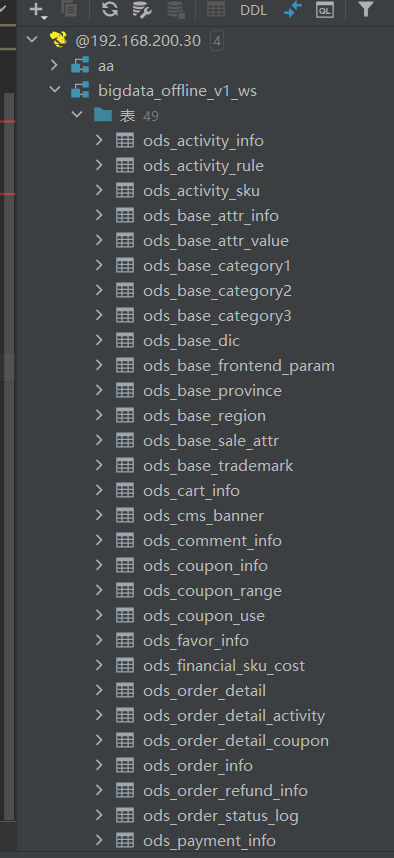 DDL
QL
@192.168.200.30 4
aa
bigdata_offline_v1_ws
表 49
ods_activity_info
ods_activity_rule
ods_activity_sku
ods_base_attr_info
ods_base_attr_value
ods_base_category1
ods_base_category2
ods_base_category3
ods_base_dic
ods_base_frontend_param
ods_base_province
ods_base_region
ods_base_sale_attr
ods_base_trademark
ods_cart_info
ods_cms_banner
ods_comment_info
ods_coupon_info
ods_coupon_range
ods_coupon_use
ods_favor_info
ods_financial_sku_cost
ods_order_detail
ods_order_detail_activity
ods_order_detail_coupon
ods_order_info
ods_order_refund_info
ods_order_status_log
ods_payment_info